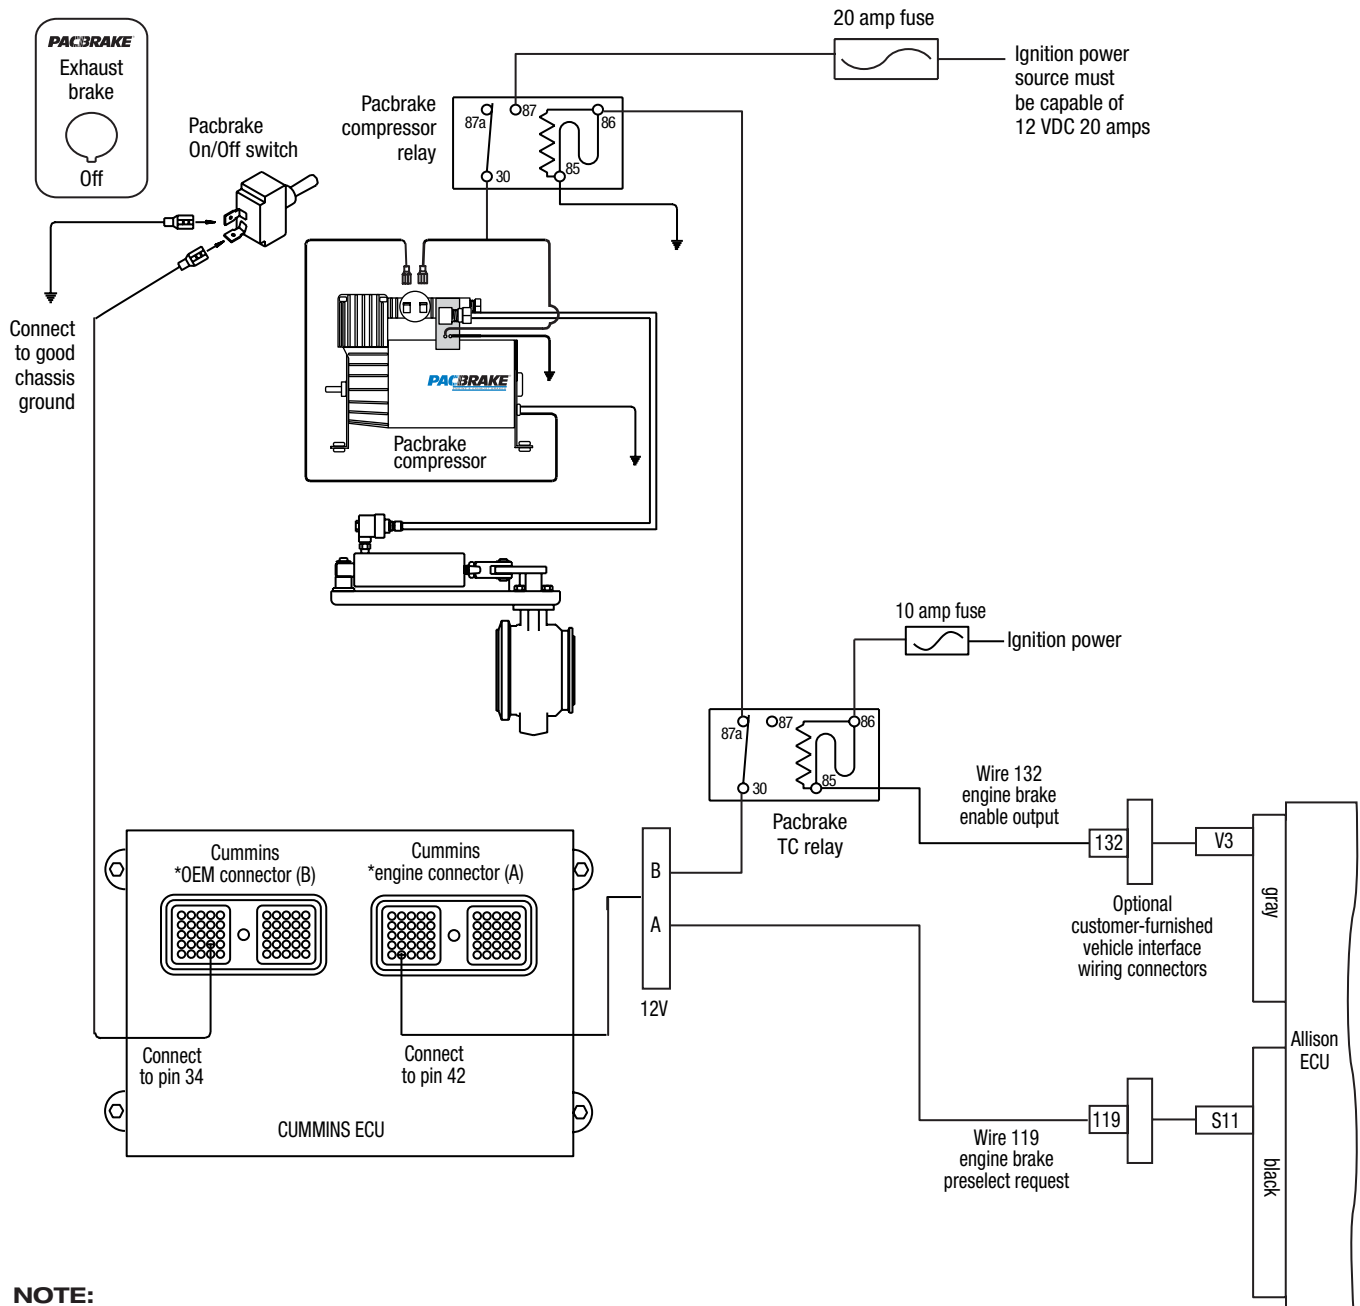 PACBRAKE
Exhaust
brake
Off
Pacbrake
On/Off switch
Connect
to good
chassis
ground
Pacbrake
compressor
relay
87a
87
86
30
85
20 amp fuse
Ignition power
source must
be capable of
12 VDC 20 amps
PACBRAKE
Pacbrake
compressor
10 amp fuse
Ignition power
87a
87
86
30
85
Pacbrake
TC relay
Wire 132
engine brake
enable output
132
V3
gray
Optional
customer-furnished
vehicle interface
wiring connectors
Cummins
*OEM connector (B)
Cummins
*engine connector (A)
B
A
12V
Connect
to pin 34
Connect
to pin 42
CUMMINS ECU
Allison
ECU
119
S11
black
Wire 119
engine brake
preselect request
NOTE: